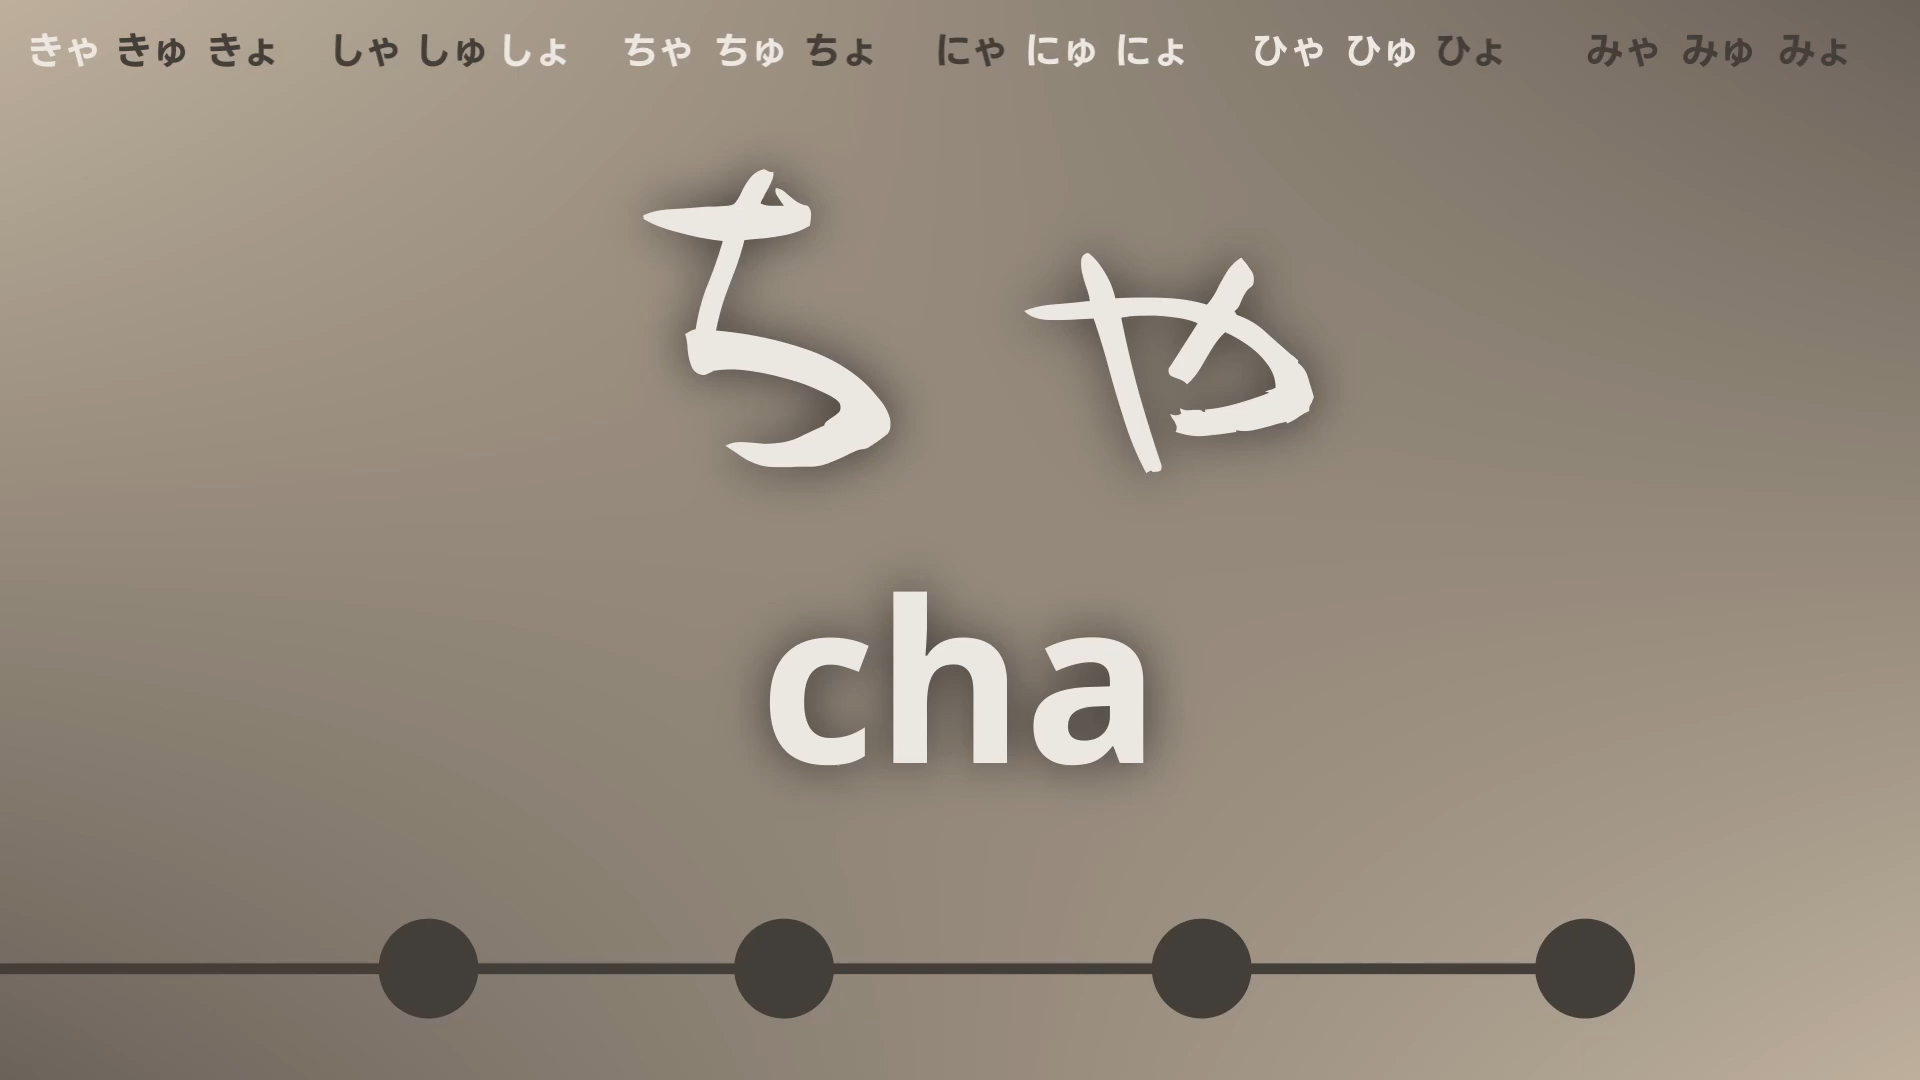 きゃ きゅ きょ しゃ しゅ しょ ちゃ ちゅ ちょ にゃ にゅ にょ ひゃ ひゅ ひょ みゃ みゅ みょ
ちゃ
cha